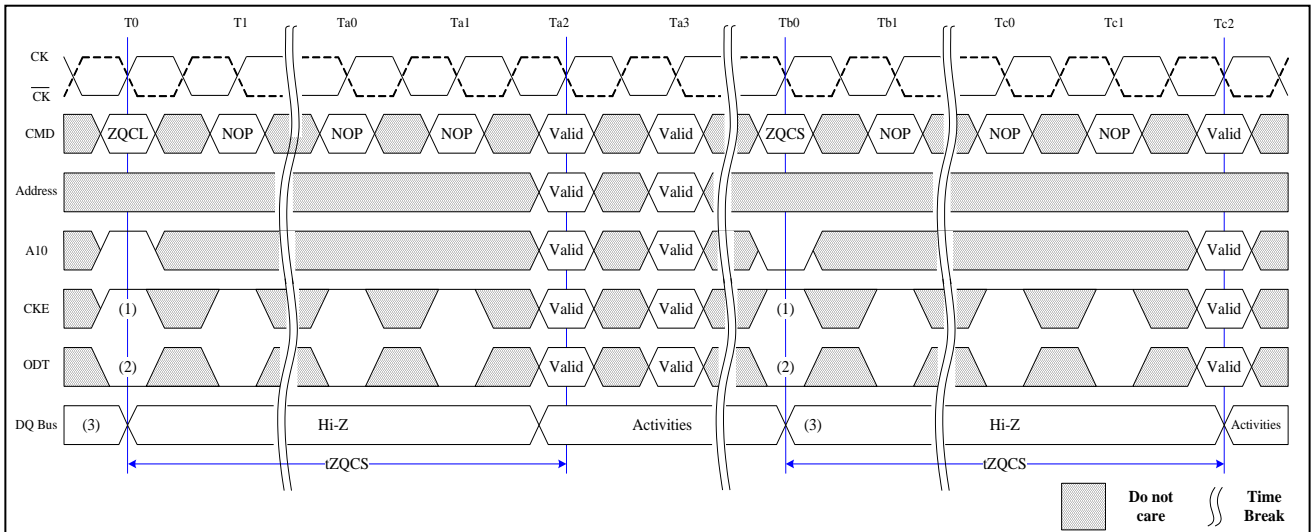 T0 T1 Ta0 Ta1 Ta2 Ta3 Tb0 Tb1 Tc0 Tc1 Tc2
CK
CK
CMD ZQCL NOP NOP NOP Valid Valid ZQCS NOP NOP NOP Valid
Address Valid Valid
A10 Valid Valid Valid
CKE (1) Valid Valid (1) Valid
ODT (2) Valid Valid (2) Valid
DQ Bus (3) Hi-Z Activities (3) Hi-Z Activities
tZQCS tZQCS
Do not care
Time Break